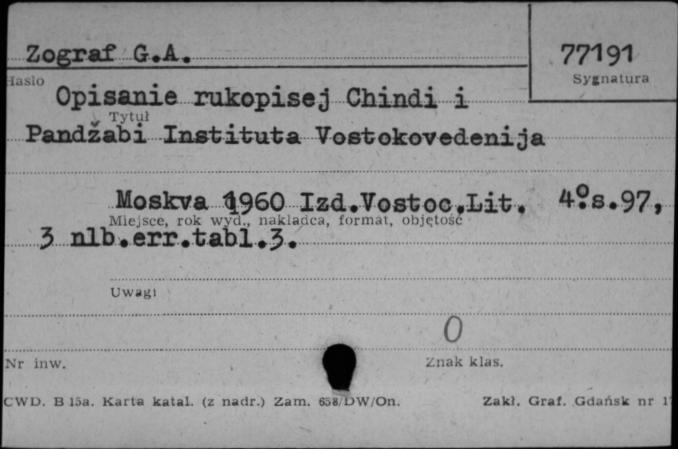 Zograf G.A.
77191
Hasło
Sygnatura
Opisanie rukopisej Chindi i
Tytuł
Pandžabi Instituta Vostokovedenija
Moskva 1960 Izd.Vostoc.Lit. 4º.s.97,
Miejsce, rok wyd., nakładca, format, objętość
3 nlb.err.tabl.3.
Uwagi
0
Nr inw.
Znak klas.
CWD. B 15a. Karta katal. (z nadr.) Zam. 658/DW/On. Zakł. Graf. Gdańsk nr 1